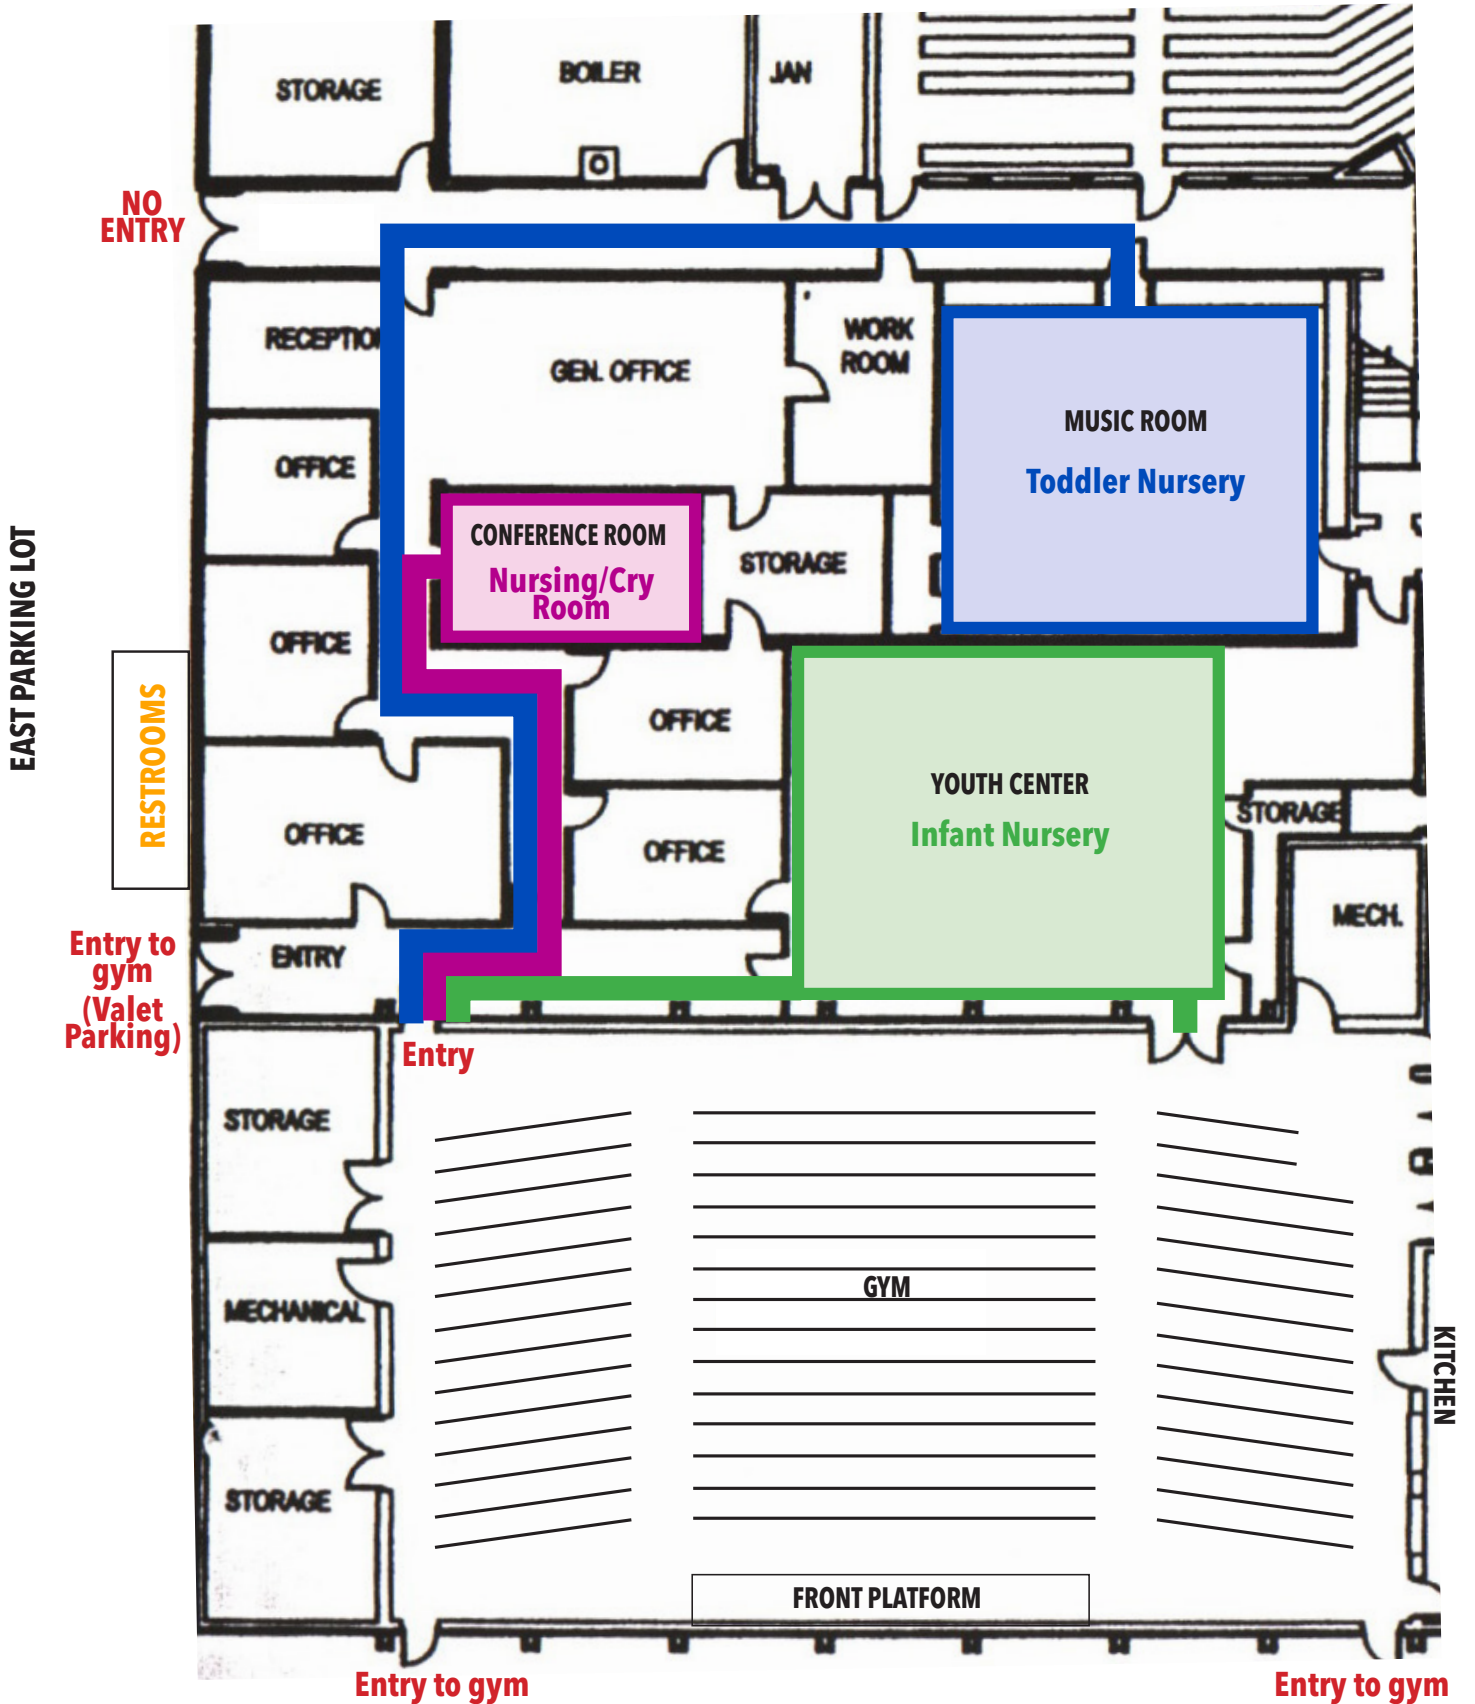 STORAGE
BOILER
JAN
NO
ENTRY
RECEPTION
GEN. OFFICE
WORK
ROOM
MUSIC ROOM
Toddler Nursery
OFFICE
CONFERENCE ROOM
Nursing/Cry
Room
STORAGE
EAST PARKING LOT
OFFICE
RESTROOMS
OFFICE
YOUTH CENTER
Infant Nursery
STORAGE
OFFICE
OFFICE
MECH.
Entry to
gym
(Valet
Parking)
ENTRY
Entry
STORAGE
MECHANICAL
GYM
KITCHEN
STORAGE
FRONT PLATFORM
Entry to gym
Entry to gym